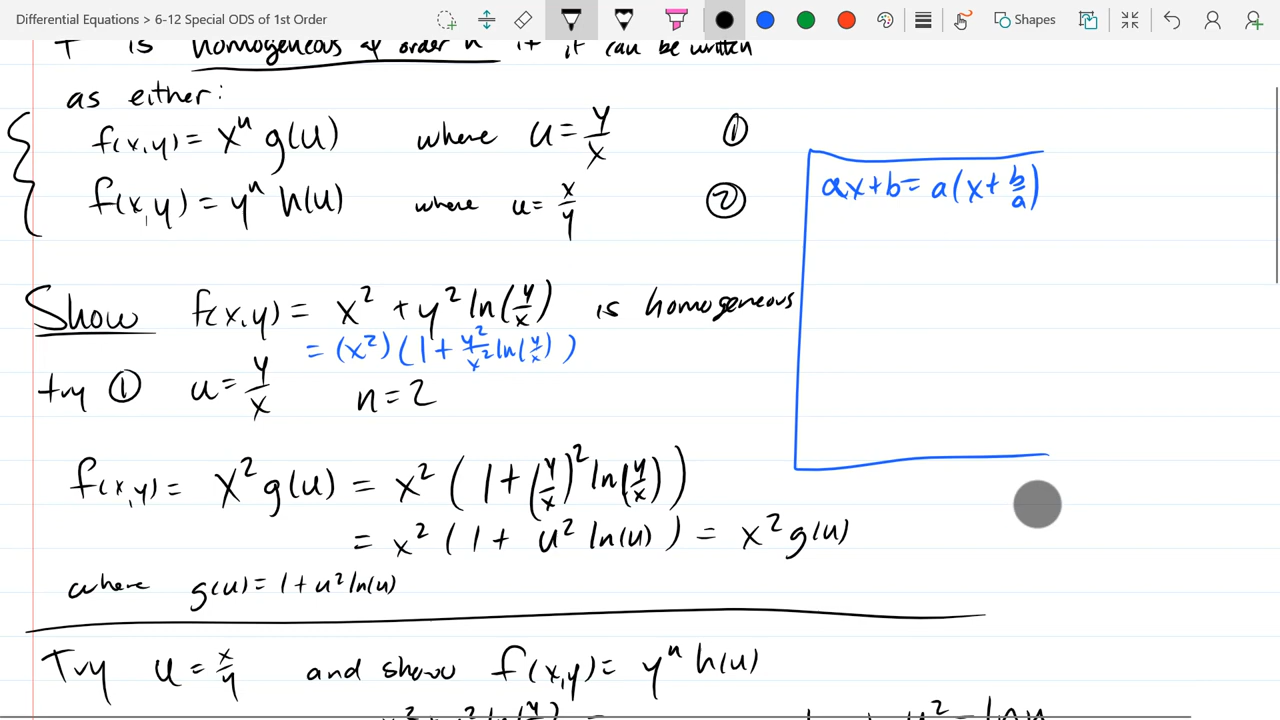 Differential Equations > 6-12 Special ODS of 1st Order
Shapes
f is homogeneous of order n if it can be written
as either:
f(x,y) = xⁿ g(u) where u = y/x ①
f(x,y) = yⁿ h(u) where u = x/y ②
ax+b = a(x + b/a)
Show f(x,y) = x² + y² ln(y/x) is homogeneous
= (x²)(1 + y²/x² ln(y/x))
try ① u = y/x n = 2
f(x,y) = x² g(u) = x² (1 + (y/x)² ln(y/x))
= x² (1 + u² ln(u)) = x² g(u)
where g(u) = 1 + u² ln(u)
Try u = x/y and show f(x,y) = yⁿ h(u)